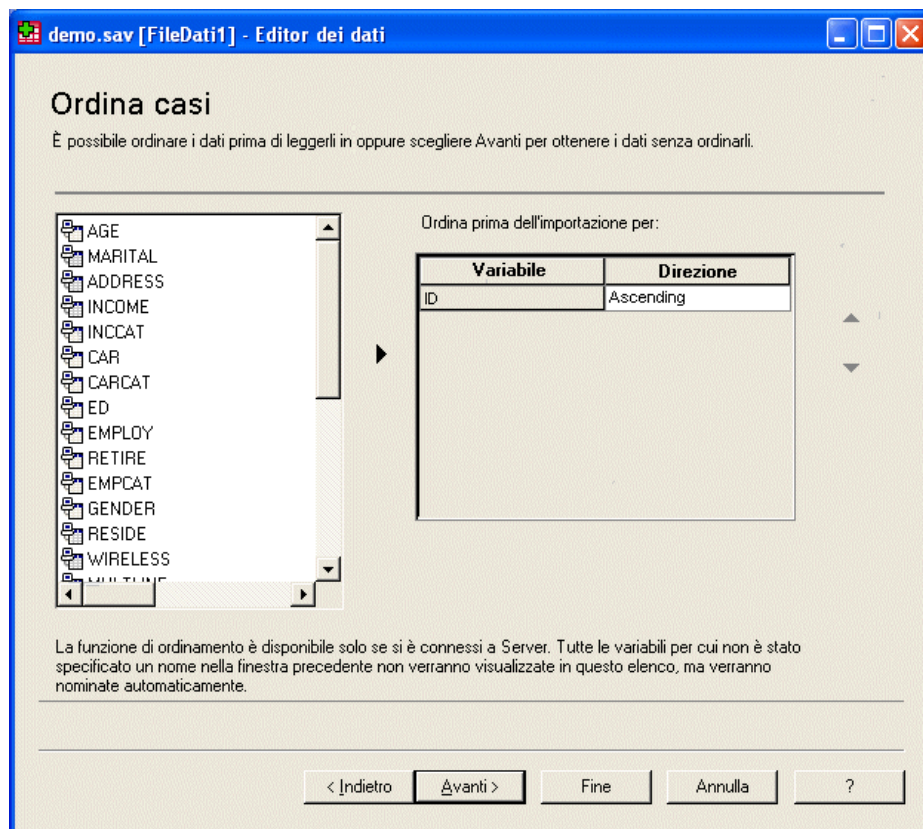 demo.sav [FileDati1] - Editor dei dati
Ordina casi
È possibile ordinare i dati prima di leggerli in oppure scegliere Avanti per ottenere i dati senza ordinarli.
AGE
MARITAL
ADDRESS
INCOME
INCCAT
CAR
CARCAT
ED
EMPLOY
RETIRE
EMPCAT
GENDER
RESIDE
WIRELESS
Ordina prima dell'importazione per:
Variabile Direzione
ID Ascending
La funzione di ordinamento è disponibile solo se si è connessi a Server. Tutte le variabili per cui non è stato
specificato un nome nella finestra precedente non verranno visualizzate in questo elenco, ma verranno
nominate automaticamente.
< Indietro Avanti > Fine Annulla ?